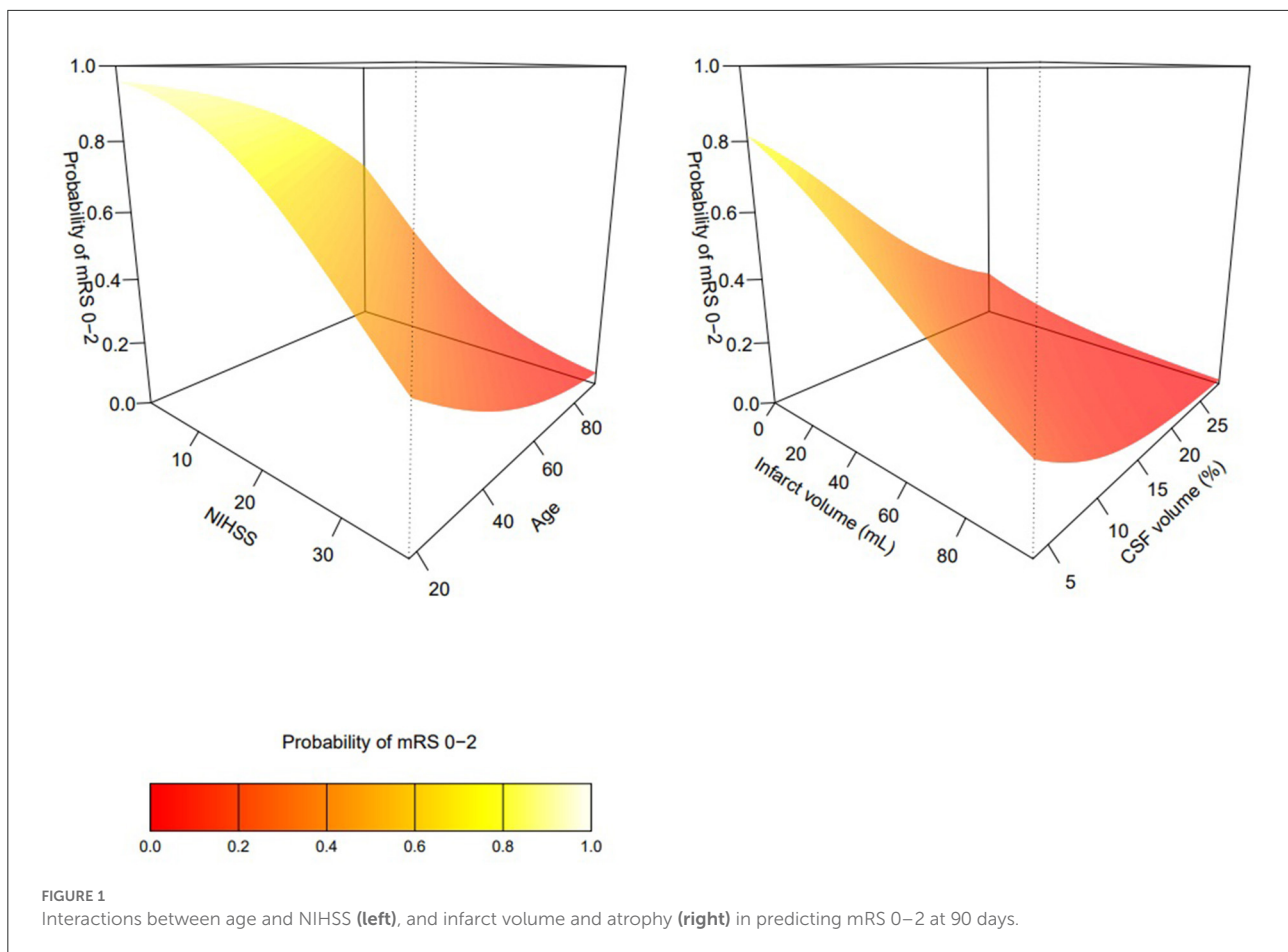 1.0
0.8
0.6
0.4
0.2
0.0
Probability of mRS 0−2
10
20
30
NIHSS
20
40
60
80
Age
1.0
0.8
0.6
0.4
0.2
0.0
Probability of mRS 0−2
0
20
40
60
80
Infarct volume (mL)
5
10
15
20
25
CSF volume (%)
Probability of mRS 0−2
0.0 0.2 0.4 0.6 0.8 1.0
FIGURE 1
Interactions between age and NIHSS (left), and infarct volume and atrophy (right) in predicting mRS 0–2 at 90 days.